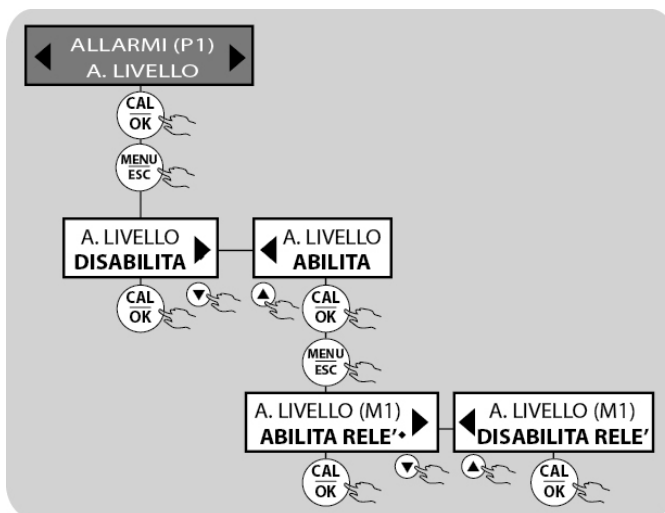 ALLARMI (P1)
A. LIVELLO
CAL
OK
MENU
ESC
A. LIVELLO
DISABILITA
A. LIVELLO
ABILITA
CAL
OK
CAL
OK
MENU
ESC
A. LIVELLO (M1)
ABILITA RELE’◆
A. LIVELLO (M1)
DISABILITA RELE’
CAL
OK
CAL
OK